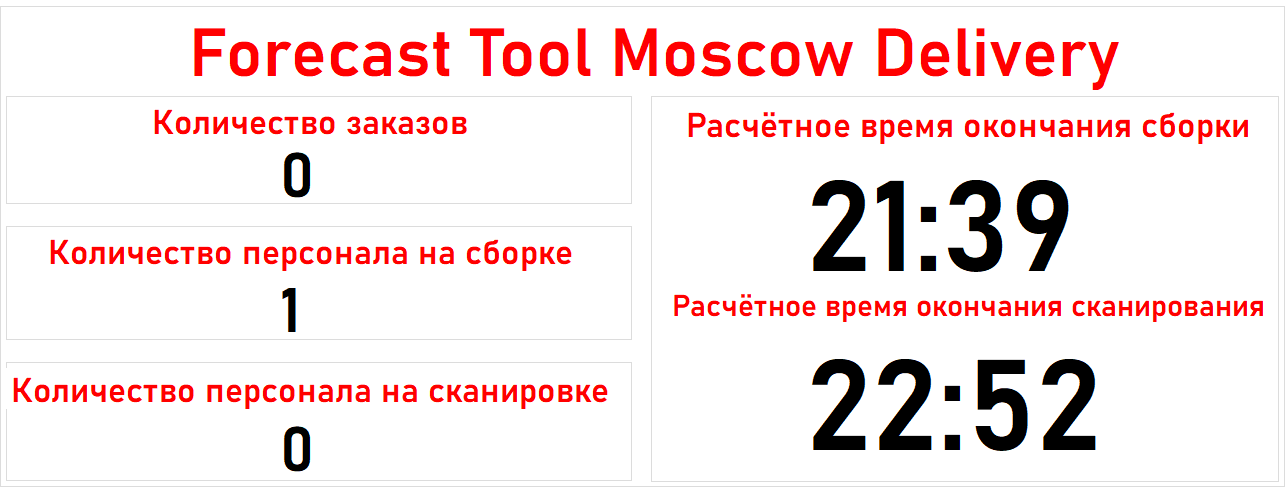 Forecast Tool Moscow Delivery
Количество заказов
0
Количество персонала на сборке
1
Количество персонала на сканировке
0
Расчётное время окончания сборки
21:39
Расчётное время окончания сканирования
22:52